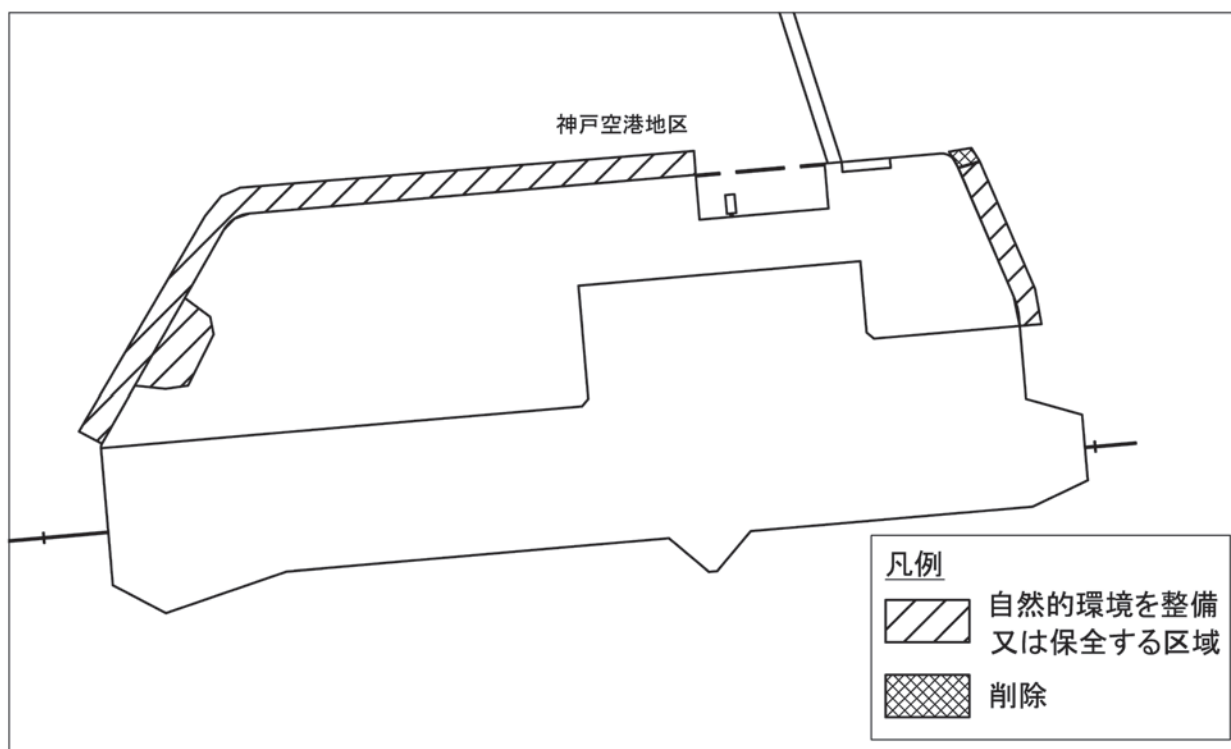 神戸空港地区
凡例
自然的環境を整備
又は保全する区域
削除